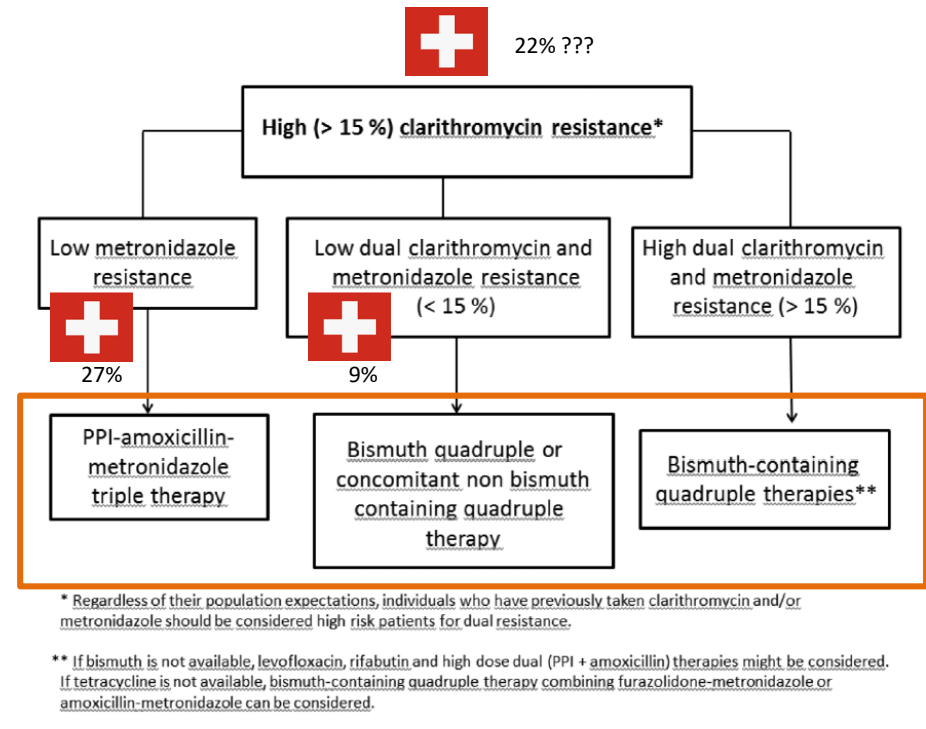 22% ???
High (> 15 %) clarithromycin resistance*
Low metronidazole
resistance
Low dual clarithromycin and
metronidazole resistance
(< 15 %)
High dual clarithromycin
and metronidazole
resistance (> 15 %)
27%
9%
PPI-amoxicillin-
metronidazole
triple therapy
Bismuth quadruple or
concomitant non bismuth
containing quadruple
therapy
Bismuth-containing
quadruple therapies**
* Regardless of their population expectations, individuals who have previously taken clarithromycin and/or
metronidazole should be considered high risk patients for dual resistance.
** If bismuth is not available, levofloxacin, rifabutin and high dose dual (PPI + amoxicillin) therapies might be considered.
If tetracycline is not available, bismuth-containing quadruple therapy combining furazolidone-metronidazole or
amoxicillin-metronidazole can be considered.